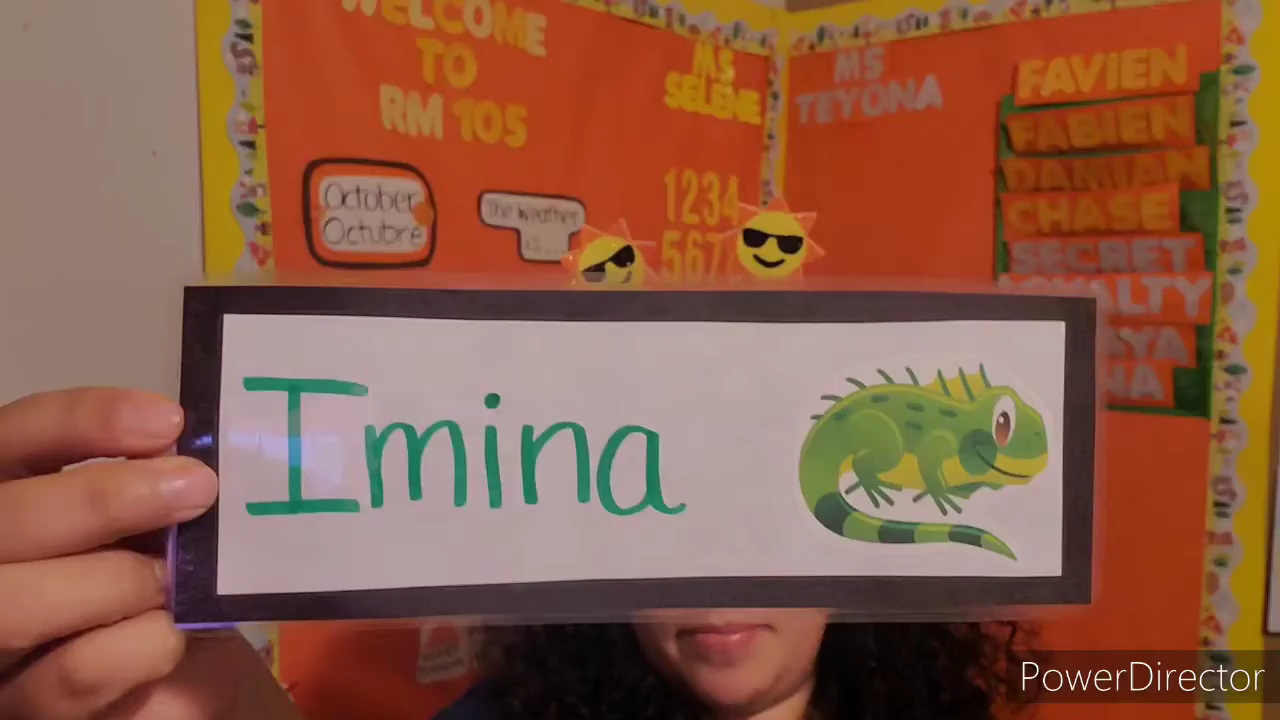 WELCOME
TO
RM 105
MS
SELENE
MS
TEYONA
FAVIEN
FABIEN
DAMIAN
CHASE
SECRET
October
Octubre
The weather
is...
1234
567
Imina
PowerDirector